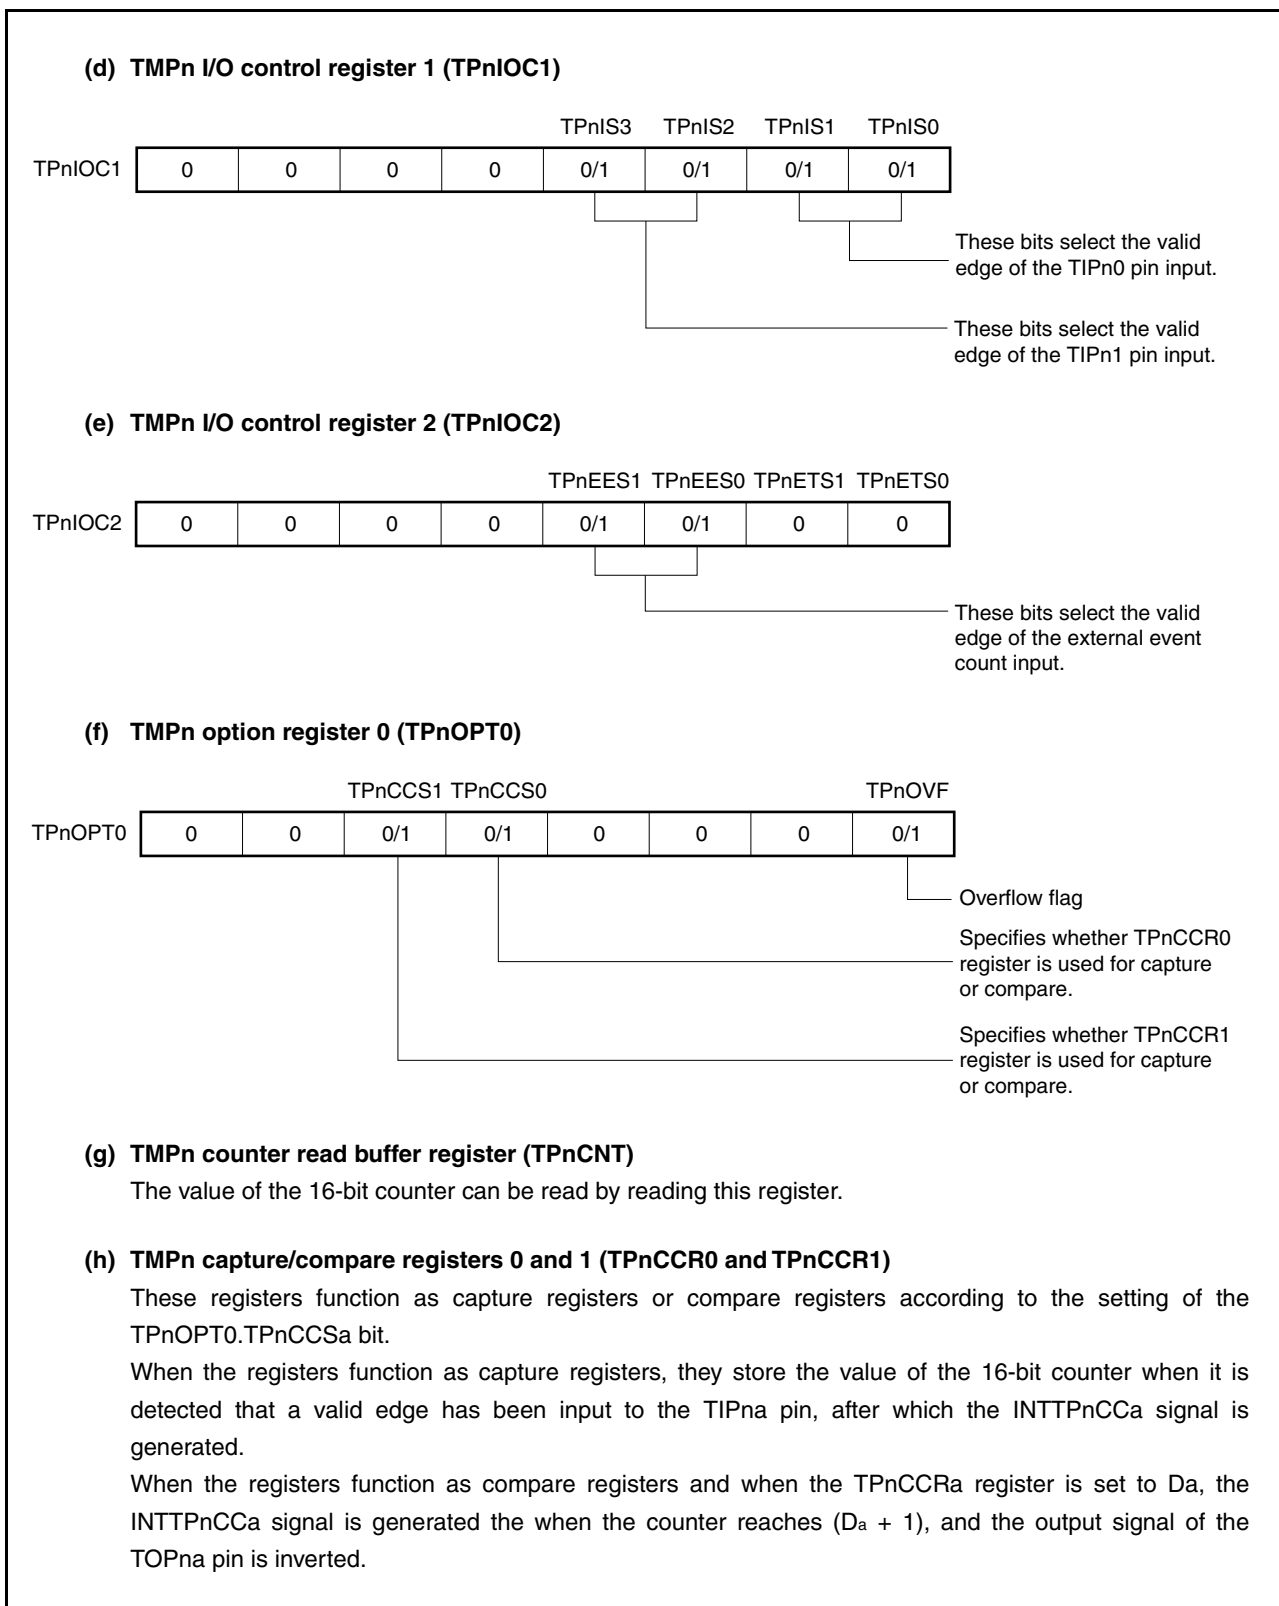 (d) TMPn I/O control register 1 (TPnIOC1)
TPnIS3 TPnIS2 TPnIS1 TPnIS0
TPnIOC1 0 0 0 0 0/1 0/1 0/1 0/1
These bits select the valid
edge of the TIPn0 pin input.
These bits select the valid
edge of the TIPn1 pin input.
(e) TMPn I/O control register 2 (TPnIOC2)
TPnEES1 TPnEES0 TPnETS1 TPnETS0
TPnIOC2 0 0 0 0 0/1 0/1 0 0
These bits select the valid
edge of the external event
count input.
(f) TMPn option register 0 (TPnOPT0)
TPnCCS1 TPnCCS0 TPnOVF
TPnOPT0 0 0 0/1 0/1 0 0 0 0/1
Overflow flag
Specifies whether TPnCCR0
register is used for capture
or compare.
Specifies whether TPnCCR1
register is used for capture
or compare.
(g) TMPn counter read buffer register (TPnCNT)
The value of the 16-bit counter can be read by reading this register.
(h) TMPn capture/compare registers 0 and 1 (TPnCCR0 and TPnCCR1)
These registers function as capture registers or compare registers according to the setting of the
TPnOPT0.TPnCCSa bit.
When the registers function as capture registers, they store the value of the 16-bit counter when it is
detected that a valid edge has been input to the TIPna pin, after which the INTTPnCCa signal is
generated.
When the registers function as compare registers and when the TPnCCRa register is set to Da, the
INTTPnCCa signal is generated the when the counter reaches (Da + 1), and the output signal of the
TOPna pin is inverted.